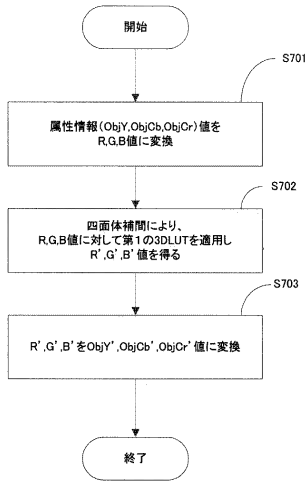 開始
S701
属性情報(ObjY,ObjCb,ObjCr)値を
R,G,B値に変換
S702
四面体補間により、
R,G,B値に対して第1の3DLUTを適用し
R',G',B'値を得る
S703
R',G',B'をObjY',ObjCb',ObjCr'値に変換
終了